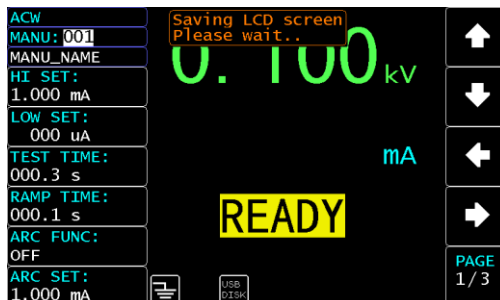 ACW
MANU: 001
MANU_NAME
HI SET:
1.000 mA
LOW SET:
000 uA
TEST TIME:
000.3 s
RAMP TIME:
000.1 s
ARC FUNC:
OFF
ARC SET:
1.000 mA
Saving LCD screen
Please wait..
0.100 kV
mA
READY
USB
DISK
PAGE
1/3